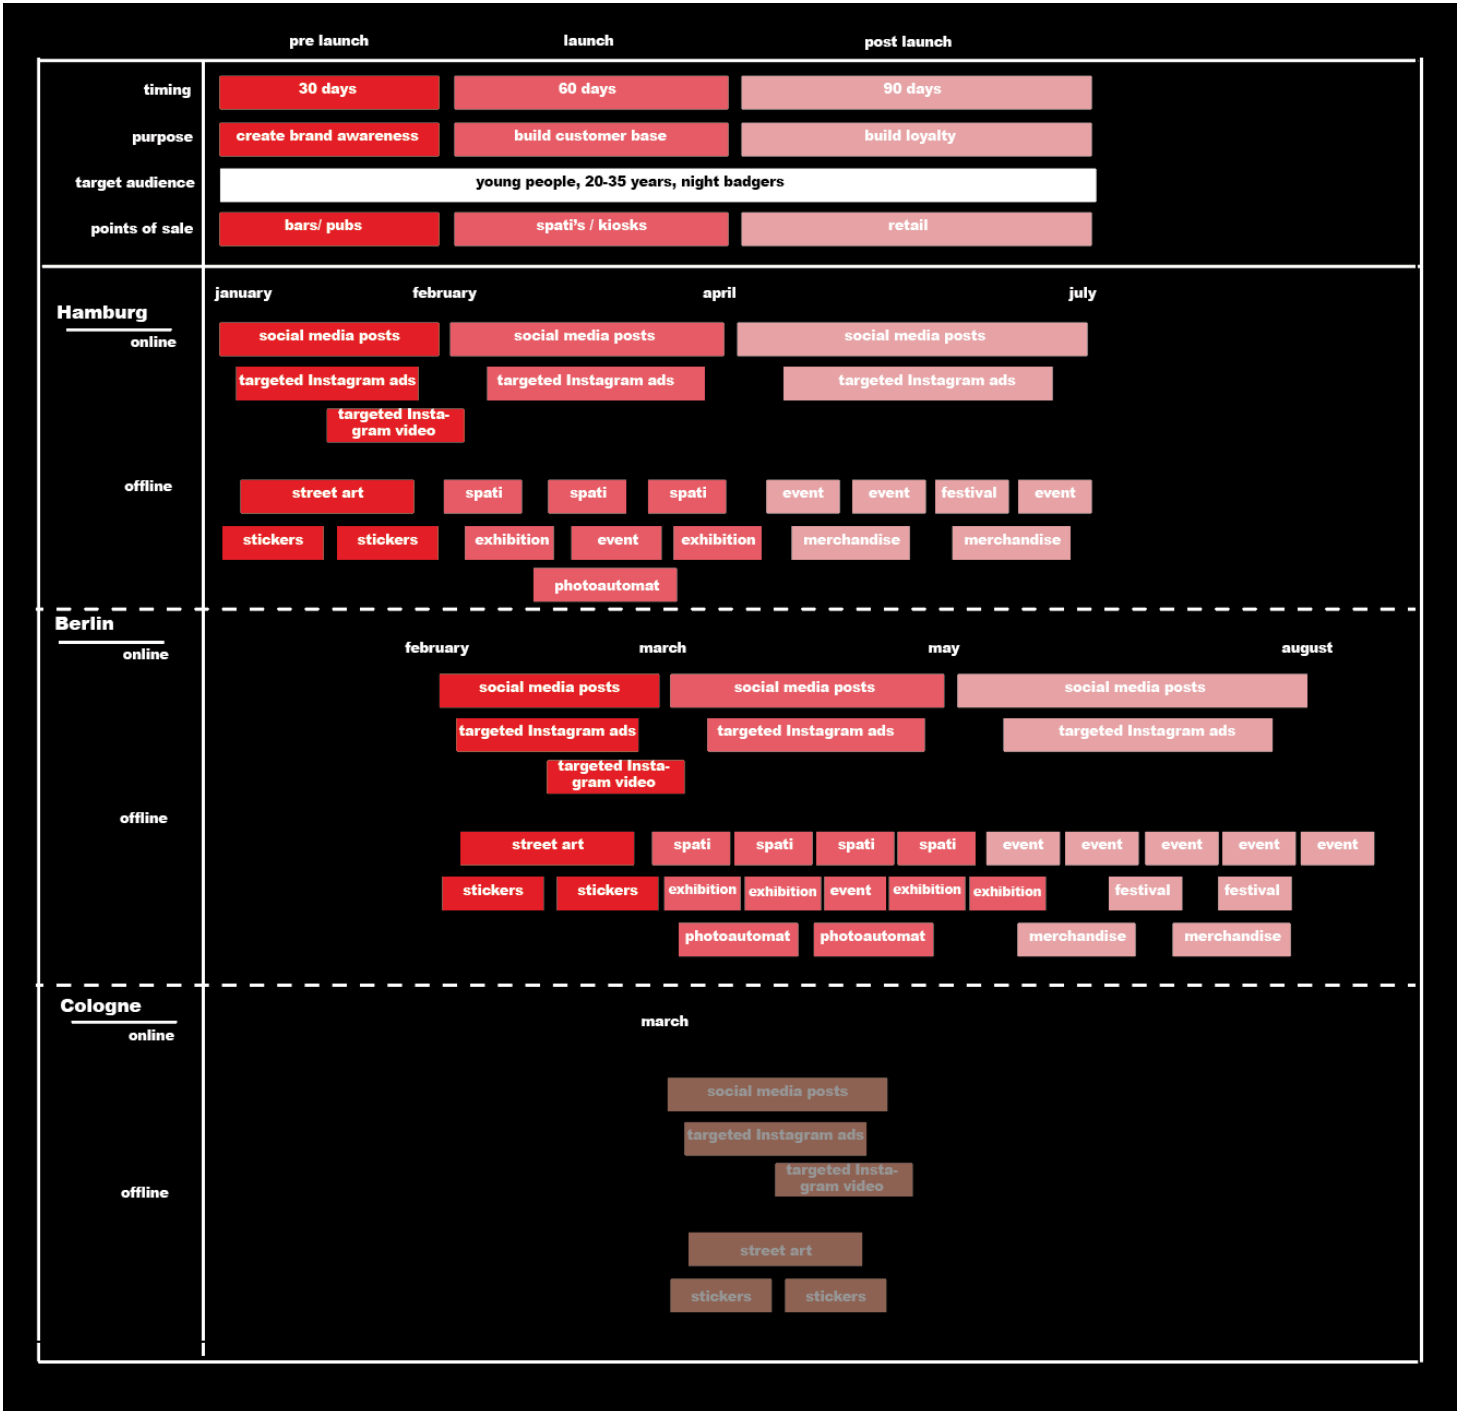 pre launch launch post launch
timing 30 days 60 days 90 days
purpose create brand awareness build customer base build loyalty
target audience young people, 20-35 years, night badgers
points of sale bars/ pubs spati's / kiosks retail
january february april july
Hamburg
online social media posts social media posts social media posts
targeted Instagram ads targeted Instagram ads targeted Instagram ads
targeted Insta-
gram video
offline street art spati spati spati event event festival event
stickers stickers exhibition event exhibition merchandise merchandise
photoautomat
Berlin
online february march may august
social media posts social media posts social media posts
targeted Instagram ads targeted Instagram ads targeted Instagram ads
targeted Insta-
gram video
offline
street art spati spati spati spati event event event event event
stickers stickers exhibition exhibition event exhibition exhibition festival festival
photoautomat photoautomat merchandise merchandise
Cologne
march
online
social media posts
targeted Instagram ads
targeted Insta-
gram video
offline
street art
stickers stickers